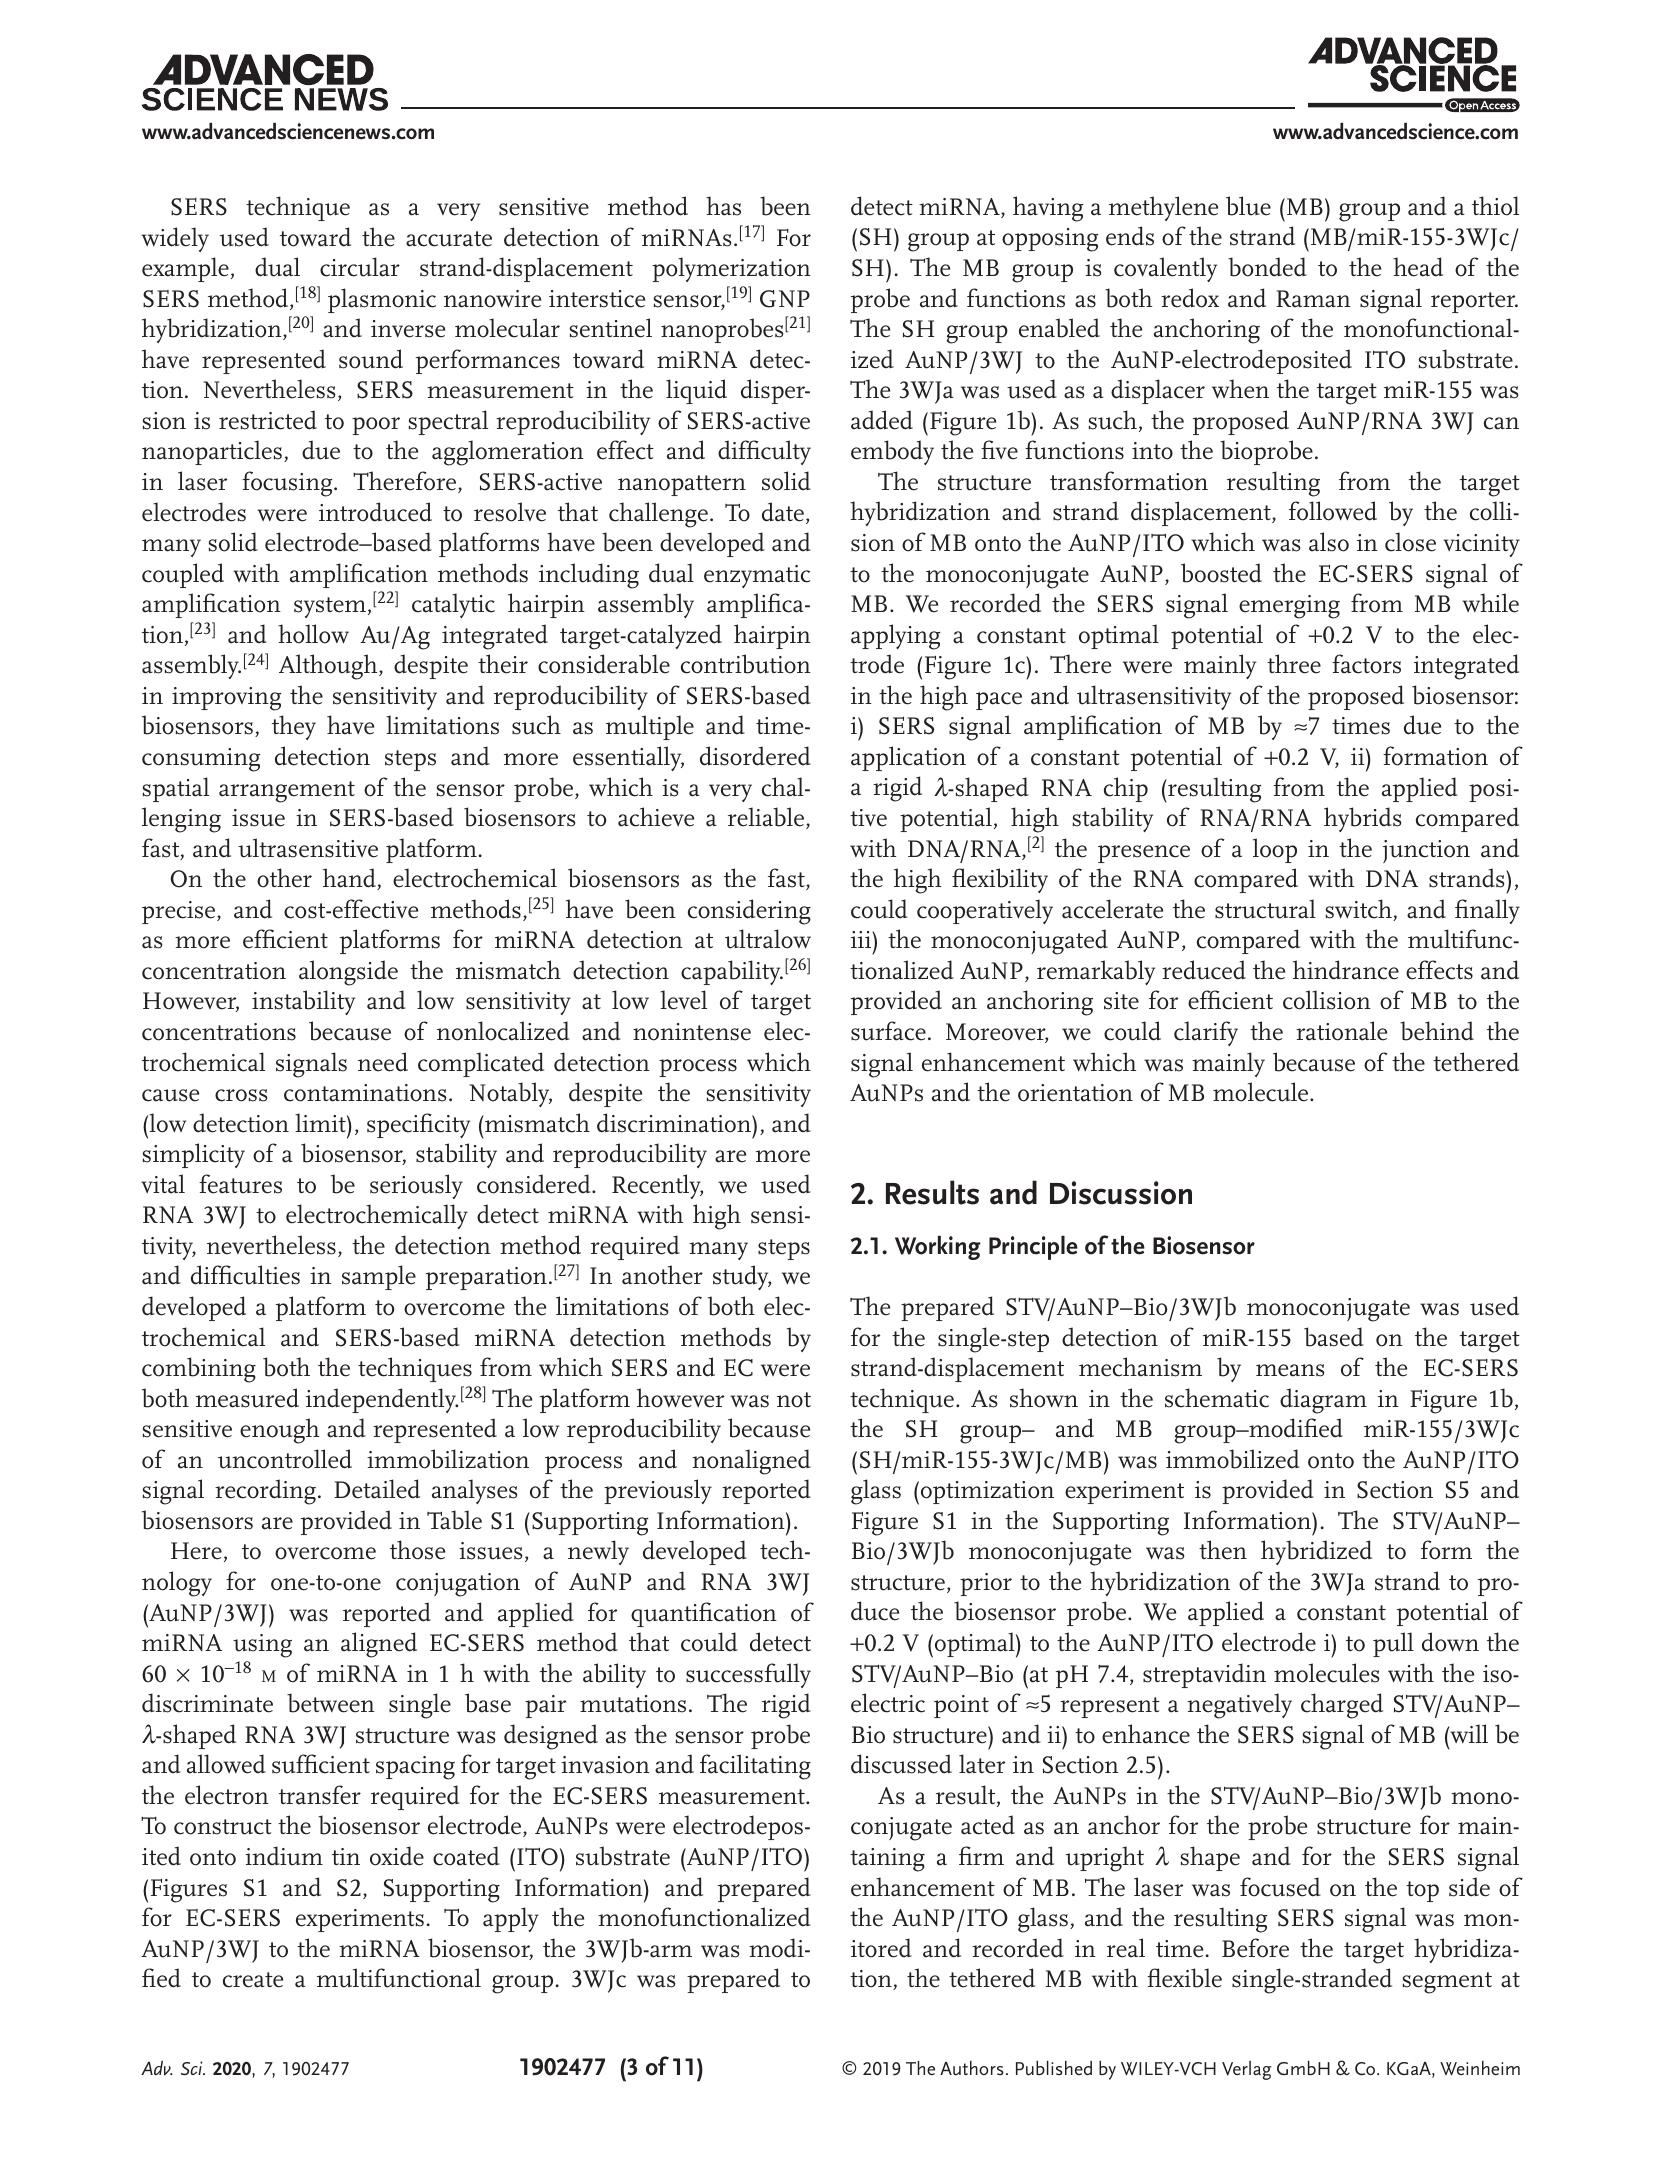 ADVANCED
SCIENCE NEWS
www.advancedsciencenews.com
ADVANCED
SCIENCE
Open Access
www.advancedscience.com
SERS technique as a very sensitive method has been
widely used toward the accurate detection of miRNAs.[17] For
example, dual circular strand-displacement polymerization
SERS method,[18] plasmonic nanowire interstice sensor,[19] GNP
hybridization,[20] and inverse molecular sentinel nanoprobes[21]
have represented sound performances toward miRNA detec-
tion. Nevertheless, SERS measurement in the liquid disper-
sion is restricted to poor spectral reproducibility of SERS-active
nanoparticles, due to the agglomeration effect and difficulty
in laser focusing. Therefore, SERS-active nanopattern solid
electrodes were introduced to resolve that challenge. To date,
many solid electrode–based platforms have been developed and
coupled with amplification methods including dual enzymatic
amplification system,[22] catalytic hairpin assembly amplifica-
tion,[23] and hollow Au/Ag integrated target-catalyzed hairpin
assembly.[24] Although, despite their considerable contribution
in improving the sensitivity and reproducibility of SERS-based
biosensors, they have limitations such as multiple and time-
consuming detection steps and more essentially, disordered
spatial arrangement of the sensor probe, which is a very chal-
lenging issue in SERS-based biosensors to achieve a reliable,
fast, and ultrasensitive platform.
On the other hand, electrochemical biosensors as the fast,
precise, and cost-effective methods,[25] have been considering
as more efficient platforms for miRNA detection at ultralow
concentration alongside the mismatch detection capability.[26]
However, instability and low sensitivity at low level of target
concentrations because of nonlocalized and nonintense elec-
trochemical signals need complicated detection process which
cause cross contaminations. Notably, despite the sensitivity
(low detection limit), specificity (mismatch discrimination), and
simplicity of a biosensor, stability and reproducibility are more
vital features to be seriously considered. Recently, we used
RNA 3WJ to electrochemically detect miRNA with high sensi-
tivity, nevertheless, the detection method required many steps
and difficulties in sample preparation.[27] In another study, we
developed a platform to overcome the limitations of both elec-
trochemical and SERS-based miRNA detection methods by
combining both the techniques from which SERS and EC were
both measured independently.[28] The platform however was not
sensitive enough and represented a low reproducibility because
of an uncontrolled immobilization process and nonaligned
signal recording. Detailed analyses of the previously reported
biosensors are provided in Table S1 (Supporting Information).
Here, to overcome those issues, a newly developed tech-
nology for one-to-one conjugation of AuNP and RNA 3WJ
(AuNP/3WJ) was reported and applied for quantification of
miRNA using an aligned EC-SERS method that could detect
60 × 10–18 M of miRNA in 1 h with the ability to successfully
discriminate between single base pair mutations. The rigid
λ-shaped RNA 3WJ structure was designed as the sensor probe
and allowed sufficient spacing for target invasion and facilitating
the electron transfer required for the EC-SERS measurement.
To construct the biosensor electrode, AuNPs were electrodepos-
ited onto indium tin oxide coated (ITO) substrate (AuNP/ITO)
(Figures S1 and S2, Supporting Information) and prepared
for EC-SERS experiments. To apply the monofunctionalized
AuNP/3WJ to the miRNA biosensor, the 3WJb-arm was modi-
fied to create a multifunctional group. 3WJc was prepared to
detect miRNA, having a methylene blue (MB) group and a thiol
(SH) group at opposing ends of the strand (MB/miR-155-3WJc/
SH). The MB group is covalently bonded to the head of the
probe and functions as both redox and Raman signal reporter.
The SH group enabled the anchoring of the monofunctional-
ized AuNP/3WJ to the AuNP-electrodeposited ITO substrate.
The 3WJa was used as a displacer when the target miR-155 was
added (Figure 1b). As such, the proposed AuNP/RNA 3WJ can
embody the five functions into the bioprobe.
The structure transformation resulting from the target
hybridization and strand displacement, followed by the colli-
sion of MB onto the AuNP/ITO which was also in close vicinity
to the monoconjugate AuNP, boosted the EC-SERS signal of
MB. We recorded the SERS signal emerging from MB while
applying a constant optimal potential of +0.2 V to the elec-
trode (Figure 1c). There were mainly three factors integrated
in the high pace and ultrasensitivity of the proposed biosensor:
i) SERS signal amplification of MB by ≈7 times due to the
application of a constant potential of +0.2 V, ii) formation of
a rigid λ-shaped RNA chip (resulting from the applied posi-
tive potential, high stability of RNA/RNA hybrids compared
with DNA/RNA,[2] the presence of a loop in the junction and
the high flexibility of the RNA compared with DNA strands),
could cooperatively accelerate the structural switch, and finally
iii) the monoconjugated AuNP, compared with the multifunc-
tionalized AuNP, remarkably reduced the hindrance effects and
provided an anchoring site for efficient collision of MB to the
surface. Moreover, we could clarify the rationale behind the
signal enhancement which was mainly because of the tethered
AuNPs and the orientation of MB molecule.
2. Results and Discussion
2.1. Working Principle of the Biosensor
The prepared STV/AuNP–Bio/3WJb monoconjugate was used
for the single-step detection of miR-155 based on the target
strand-displacement mechanism by means of the EC-SERS
technique. As shown in the schematic diagram in Figure 1b,
the SH group– and MB group–modified miR-155/3WJc
(SH/miR-155-3WJc/MB) was immobilized onto the AuNP/ITO
glass (optimization experiment is provided in Section S5 and
Figure S1 in the Supporting Information). The STV/AuNP–
Bio/3WJb monoconjugate was then hybridized to form the
structure, prior to the hybridization of the 3WJa strand to pro-
duce the biosensor probe. We applied a constant potential of
+0.2 V (optimal) to the AuNP/ITO electrode i) to pull down the
STV/AuNP–Bio (at pH 7.4, streptavidin molecules with the iso-
electric point of ≈5 represent a negatively charged STV/AuNP–
Bio structure) and ii) to enhance the SERS signal of MB (will be
discussed later in Section 2.5).
As a result, the AuNPs in the STV/AuNP–Bio/3WJb mono-
conjugate acted as an anchor for the probe structure for main-
taining a firm and upright λ shape and for the SERS signal
enhancement of MB. The laser was focused on the top side of
the AuNP/ITO glass, and the resulting SERS signal was mon-
itored and recorded in real time. Before the target hybridiza-
tion, the tethered MB with flexible single-stranded segment at
Adv. Sci. 2020, 7, 1902477
1902477 (3 of 11)
© 2019 The Authors. Published by WILEY-VCH Verlag GmbH & Co. KGaA, Weinheim